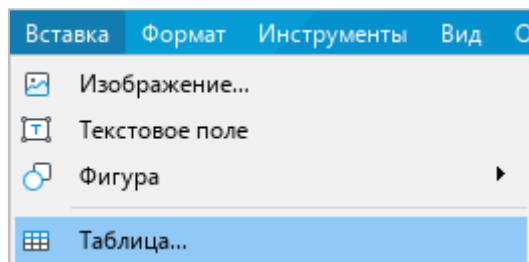 Вставка Формат Инструменты Вид
Изображение...
Текстовое поле
Фигура
Таблица...